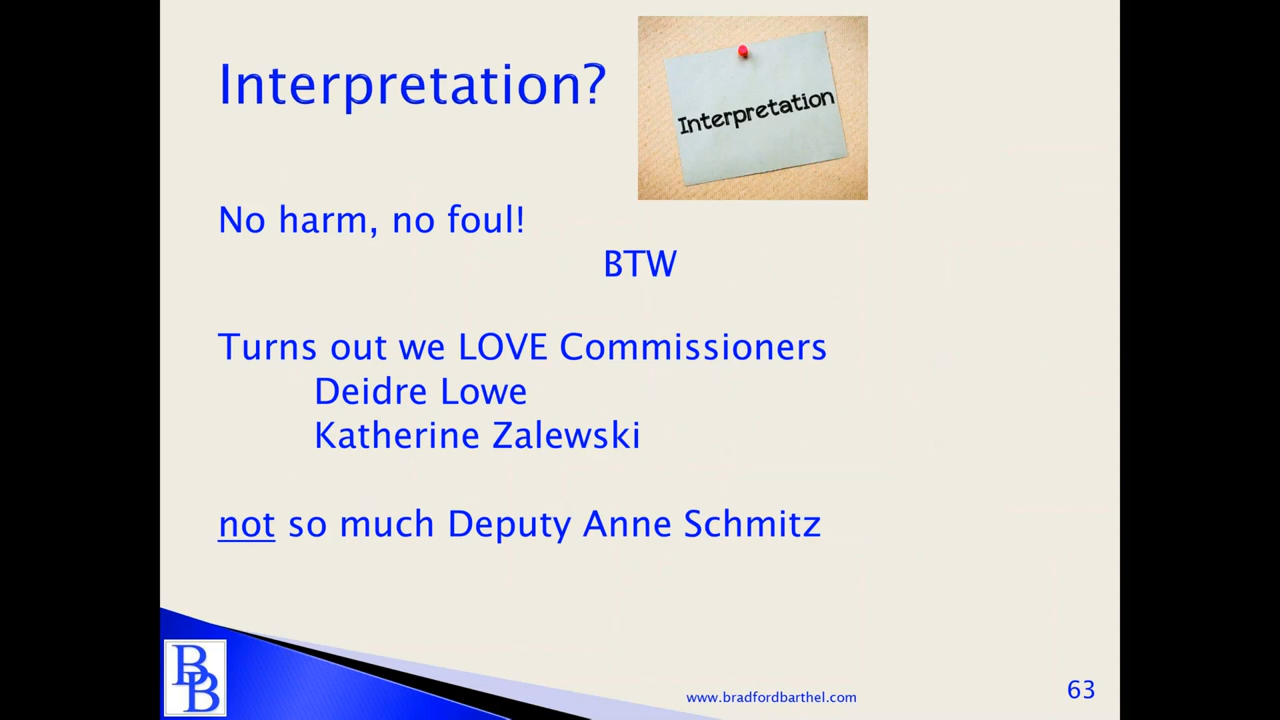 Interpretation?
Interpretation
No harm, no foul!
BTW
Turns out we LOVE Commissioners
Deidre Lowe
Katherine Zalewski
not so much Deputy Anne Schmitz
BB
www.bradfordbarthel.com
63